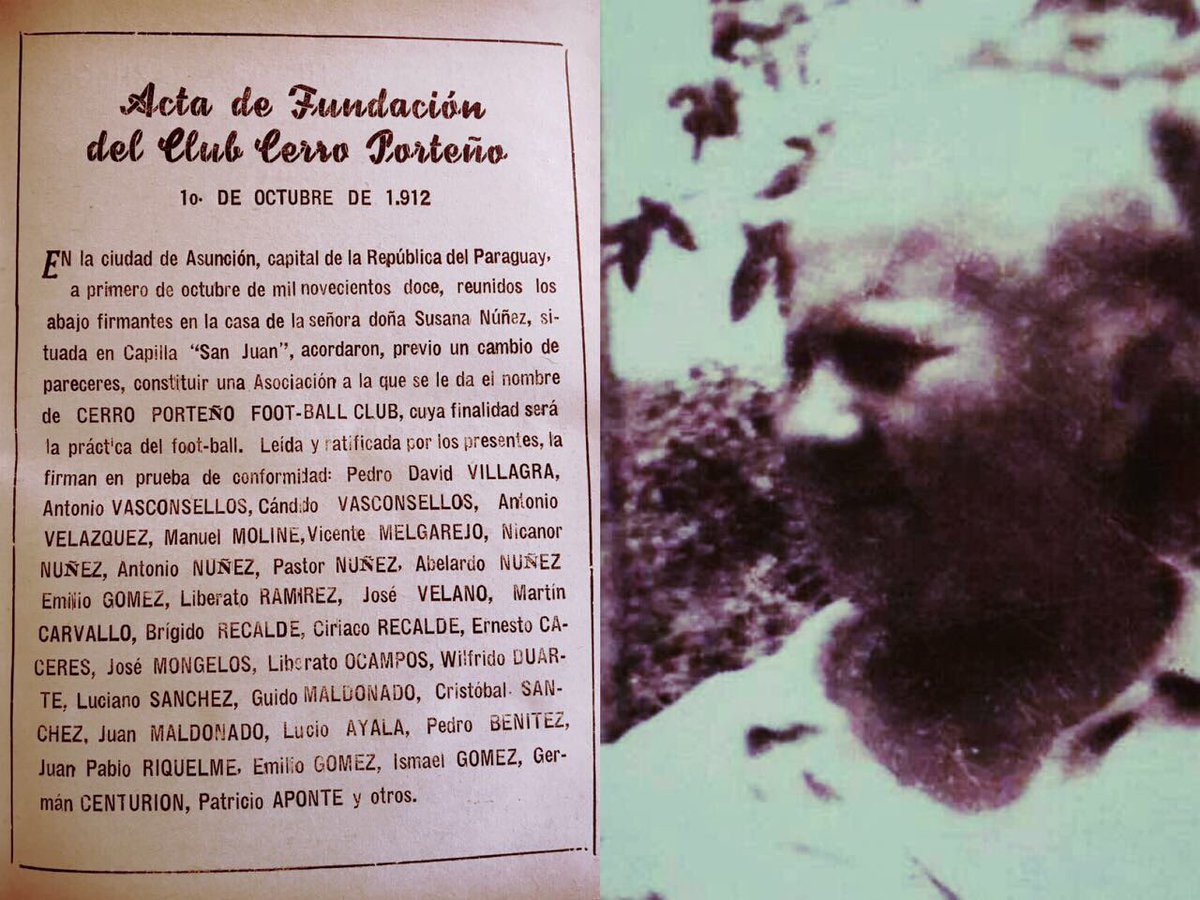 Acta de Fundación
del Club Cerro Porteño
1o. DE OCTUBRE DE 1.912
EN la ciudad de Asunción, capital de la República del Paraguay,
a primero de octubre de mil novecientos doce, reunidos los
abajo firmantes en la casa de la señora doña Susana Núñez, si-
tuada en Capilla “San Juan”, acordaron, previo un cambio de
pareceres, constituir una Asociación a la que se le da el nombre
de CERRO PORTEÑO FOOT-BALL CLUB, cuya finalidad será
la práctica del foot-ball. Leída y ratificada por los presentes, la
firman en prueba de conformidad: Pedro David VILLAGRA,
Antonio VASCONSELLOS, Cándido VASCONSELLOS, Antonio
VELAZQUEZ, Manuel MOLINE, Vicente MELGAREJO, Nicanor
NUÑEZ, Antonio NUÑEZ, Pastor NUÑEZ, Abelardo NUÑEZ
Emilio GOMEZ, Liberato RAMIREZ, José VELANO, Martín
CARVALLO, Brígido RECALDE, Ciriaco RECALDE, Ernesto CA-
CERES, José MONGELOS, Liberato OCAMPOS, Wilfrido DUAR-
TE, Luciano SANCHEZ, Guido MALDONADO, Cristóbal SAN-
CHEZ, Juan MALDONADO, Lucio AYALA, Pedro BENITEZ,
Juan Pablo RIQUELME, Emilio GOMEZ, Ismael GOMEZ, Ger-
mán CENTURION, Patricio APONTE y otros.